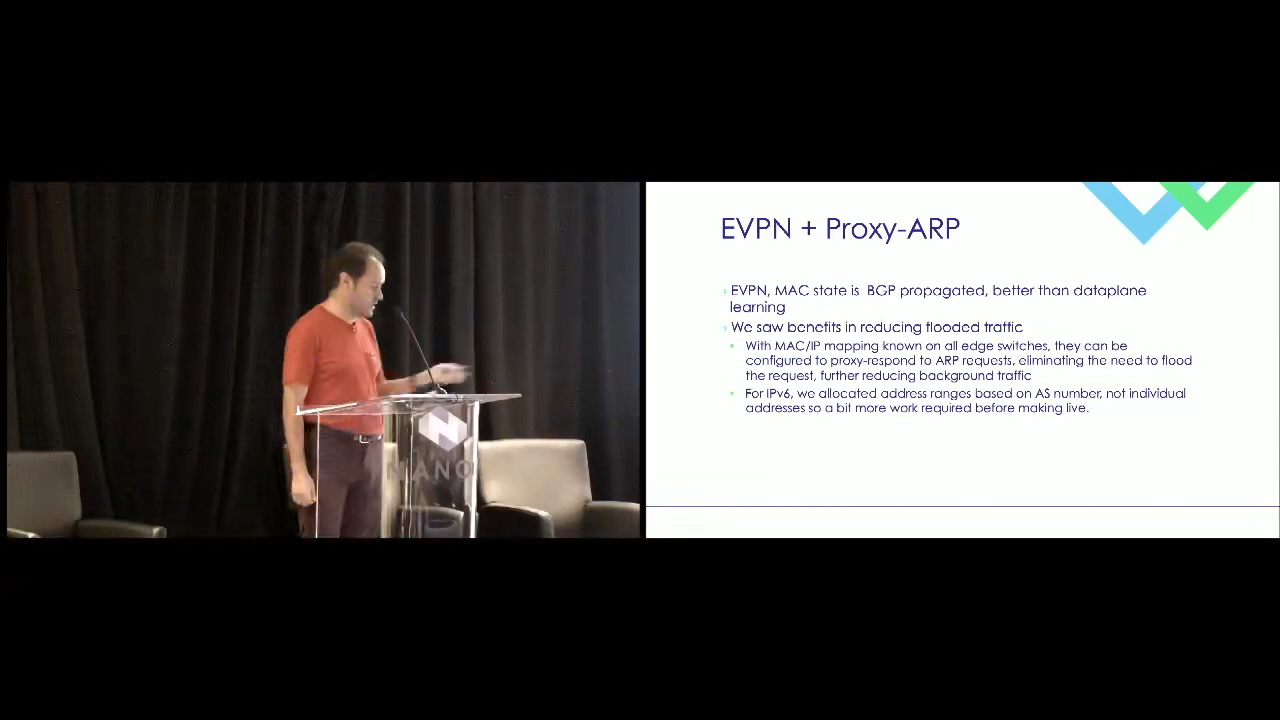 EVPN + Proxy-ARP
EVPN, MAC state is BGP propagated, better than dataplane
learning
We saw benefits in reducing flooded traffic
With MAC/IP mapping known on all edge switches, they can be
configured to proxy-respond to ARP requests, eliminating the need to flood
the request, further reducing background traffic
For IPv6, we allocated address ranges based on AS number, not individual
addresses so a bit more work required before making live.
NANO